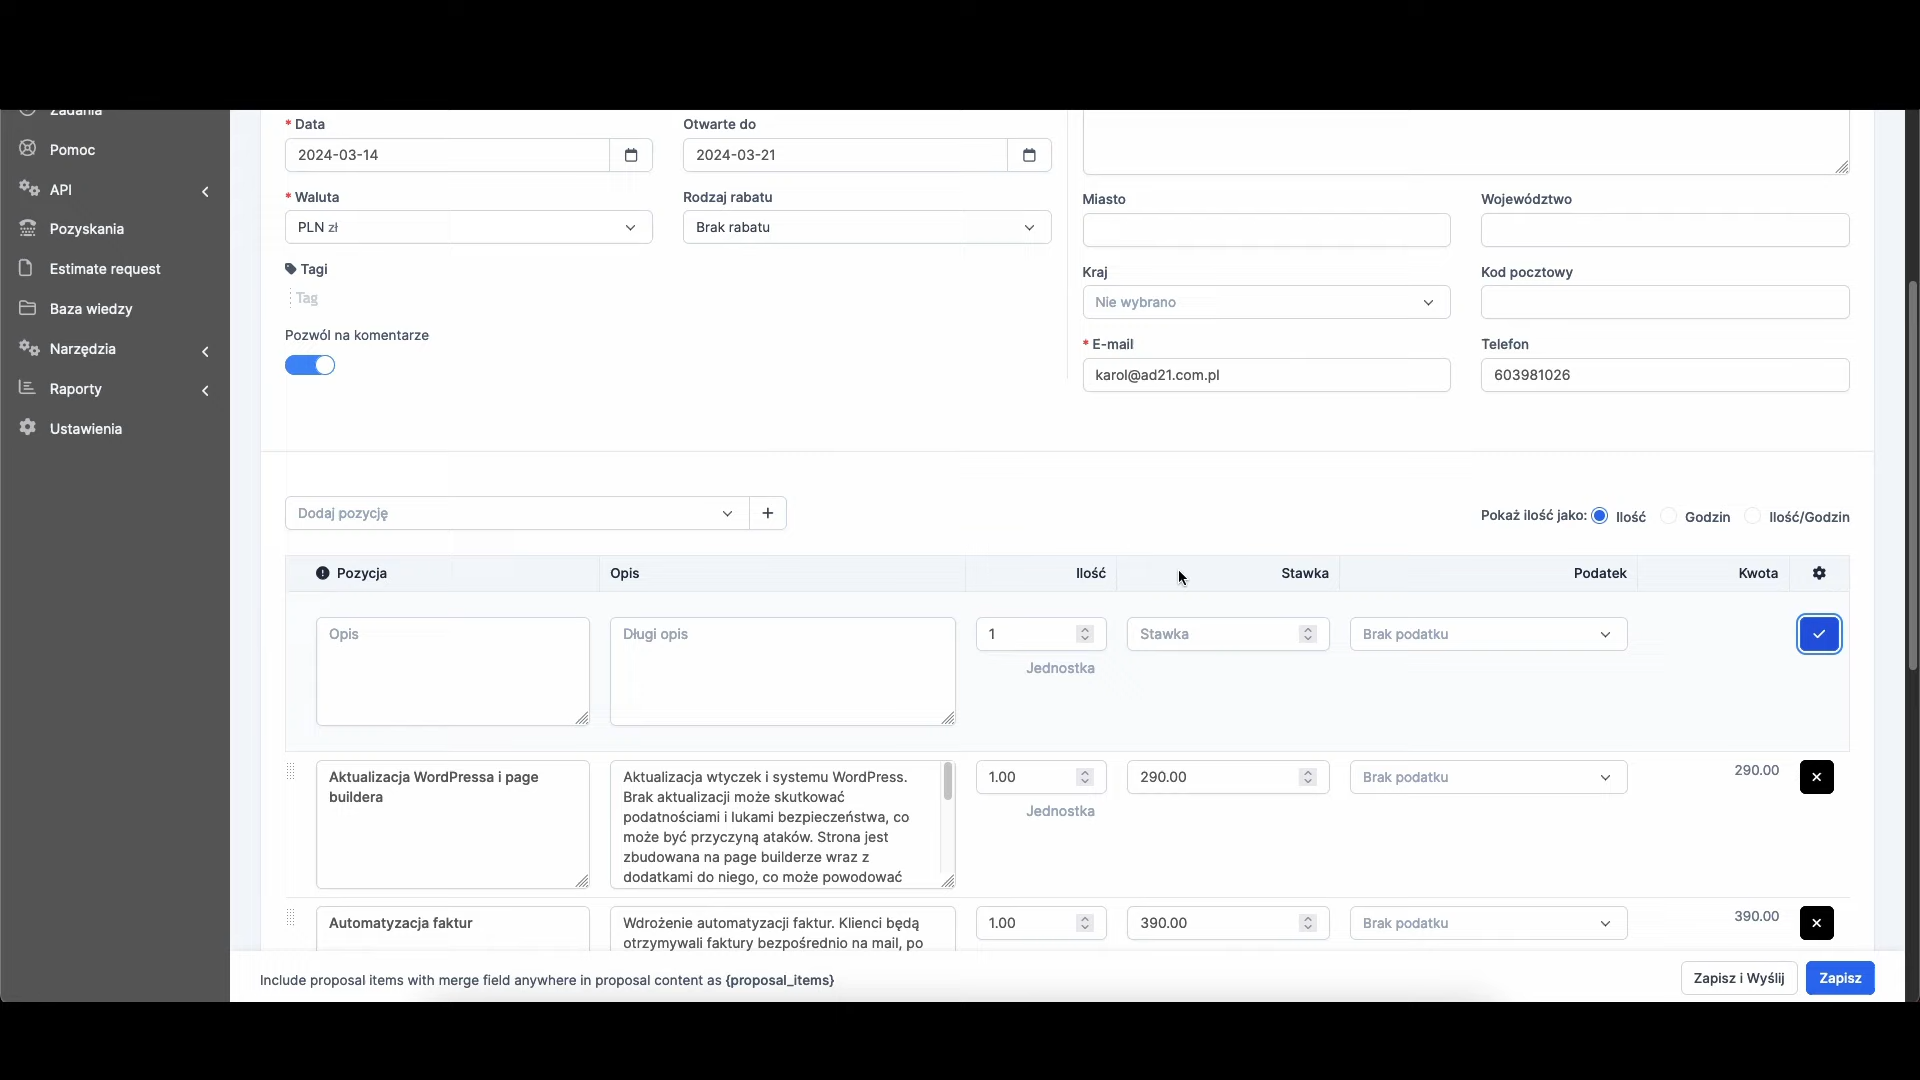 Zadania
Pomoc
API
Pozyskania
Estimate request
Baza wiedzy
Narzędzia
Raporty
Ustawienia
* Data
Otwarte do
2024-03-14
2024-03-21
* Waluta
Rodzaj rabatu
PLN zł
Brak rabatu
Tagi
Tag
Pozwól na komentarze
Miasto
Województwo
Kraj
Kod pocztowy
Nie wybrano
* E-mail
Telefon
karol@ad21.com.pl
603981026
Dodaj pozycję
+
Pokaż ilość jako:
Ilość
Godzin
Ilość/Godzin
Pozycja
Opis
Ilość
Stawka
Podatek
Kwota
Opis
Długi opis
1
Stawka
Brak podatku
Jednostka
Aktualizacja WordPressa i page
buildera
Aktualizacja wtyczek i systemu WordPress.
Brak aktualizacji może skutkować
podatnościami i lukami bezpieczeństwa, co
może być przyczyną ataków. Strona jest
zbudowana na page builderze wraz z
dodatkami do niego, co może powodować
1.00
290.00
Brak podatku
290.00
Jednostka
Automatyzacja faktur
Wdrożenie automatyzacji faktur. Klienci będą
otrzymywali faktury bezpośrednio na mail, po
1.00
390.00
Brak podatku
390.00
Include proposal items with merge field anywhere in proposal content as {proposal_items}
Zapisz i Wyślij
Zapisz